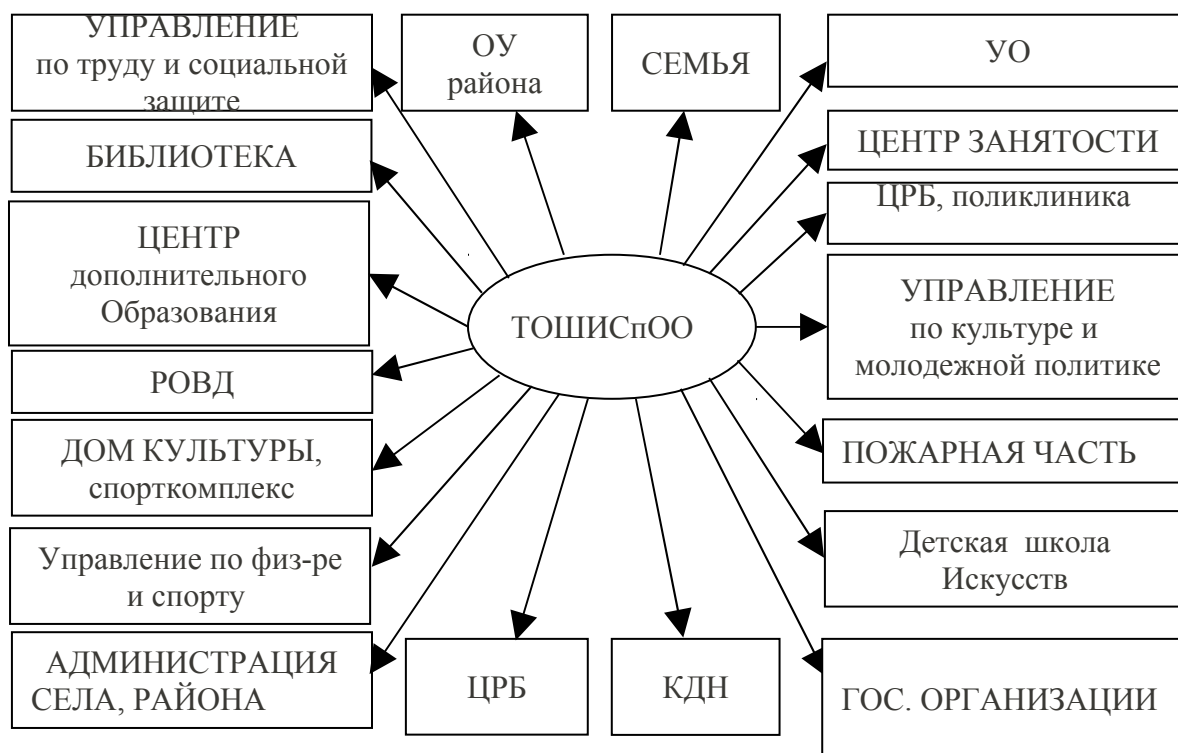 УПРАВЛЕНИЕ
по труду и социальной
защите
ОУ
района
СЕМЬЯ
УО
БИБЛИОТЕКА
ЦЕНТР ЗАНЯТОСТИ
ЦРБ, поликлиника
ЦЕНТР
дополнительного
Образования
ТОШИСпОО
УПРАВЛЕНИЕ
по культуре и
молодежной политике
РОВД
ДОМ КУЛЬТУРЫ,
спорткомплекс
ПОЖАРНАЯ ЧАСТЬ
Управление по физ-ре
и спорту
Детская школа
Искусств
АДМИНИСТРАЦИЯ
СЕЛА, РАЙОНА
ЦРБ
КДН
ГОС. ОРГАНИЗАЦИИ